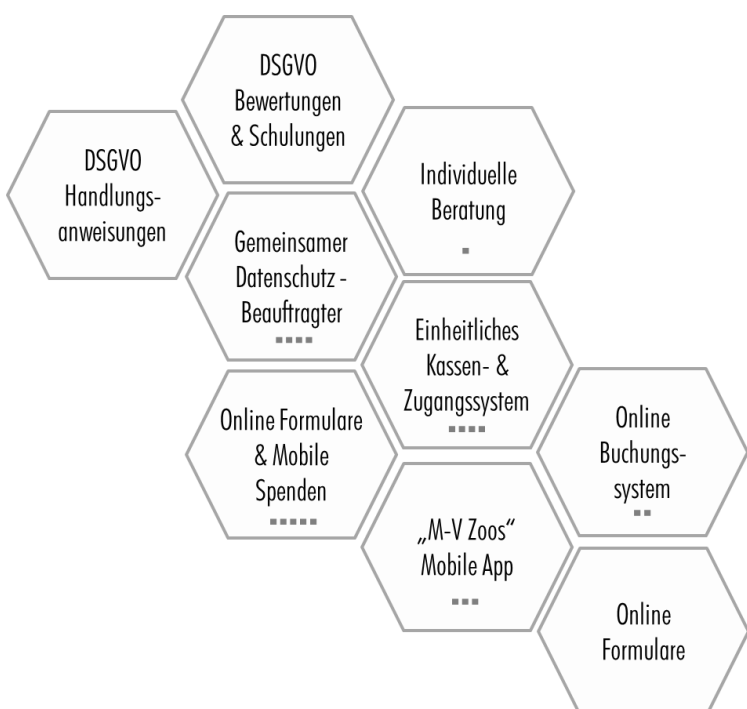 DSGVO
Bewertungen
& Schulungen
DSGVO
Handlungs-
anweisungen
Individuelle
Beratung
Gemeinsamer
Datenschutz -
Beauftragter
Einheitliches
Kassen- &
Zugangssystem
Online Formulare
& Mobile
Spenden
Online
Buchungs-
system
„M-V Zoos“
Mobile App
Online
Formulare